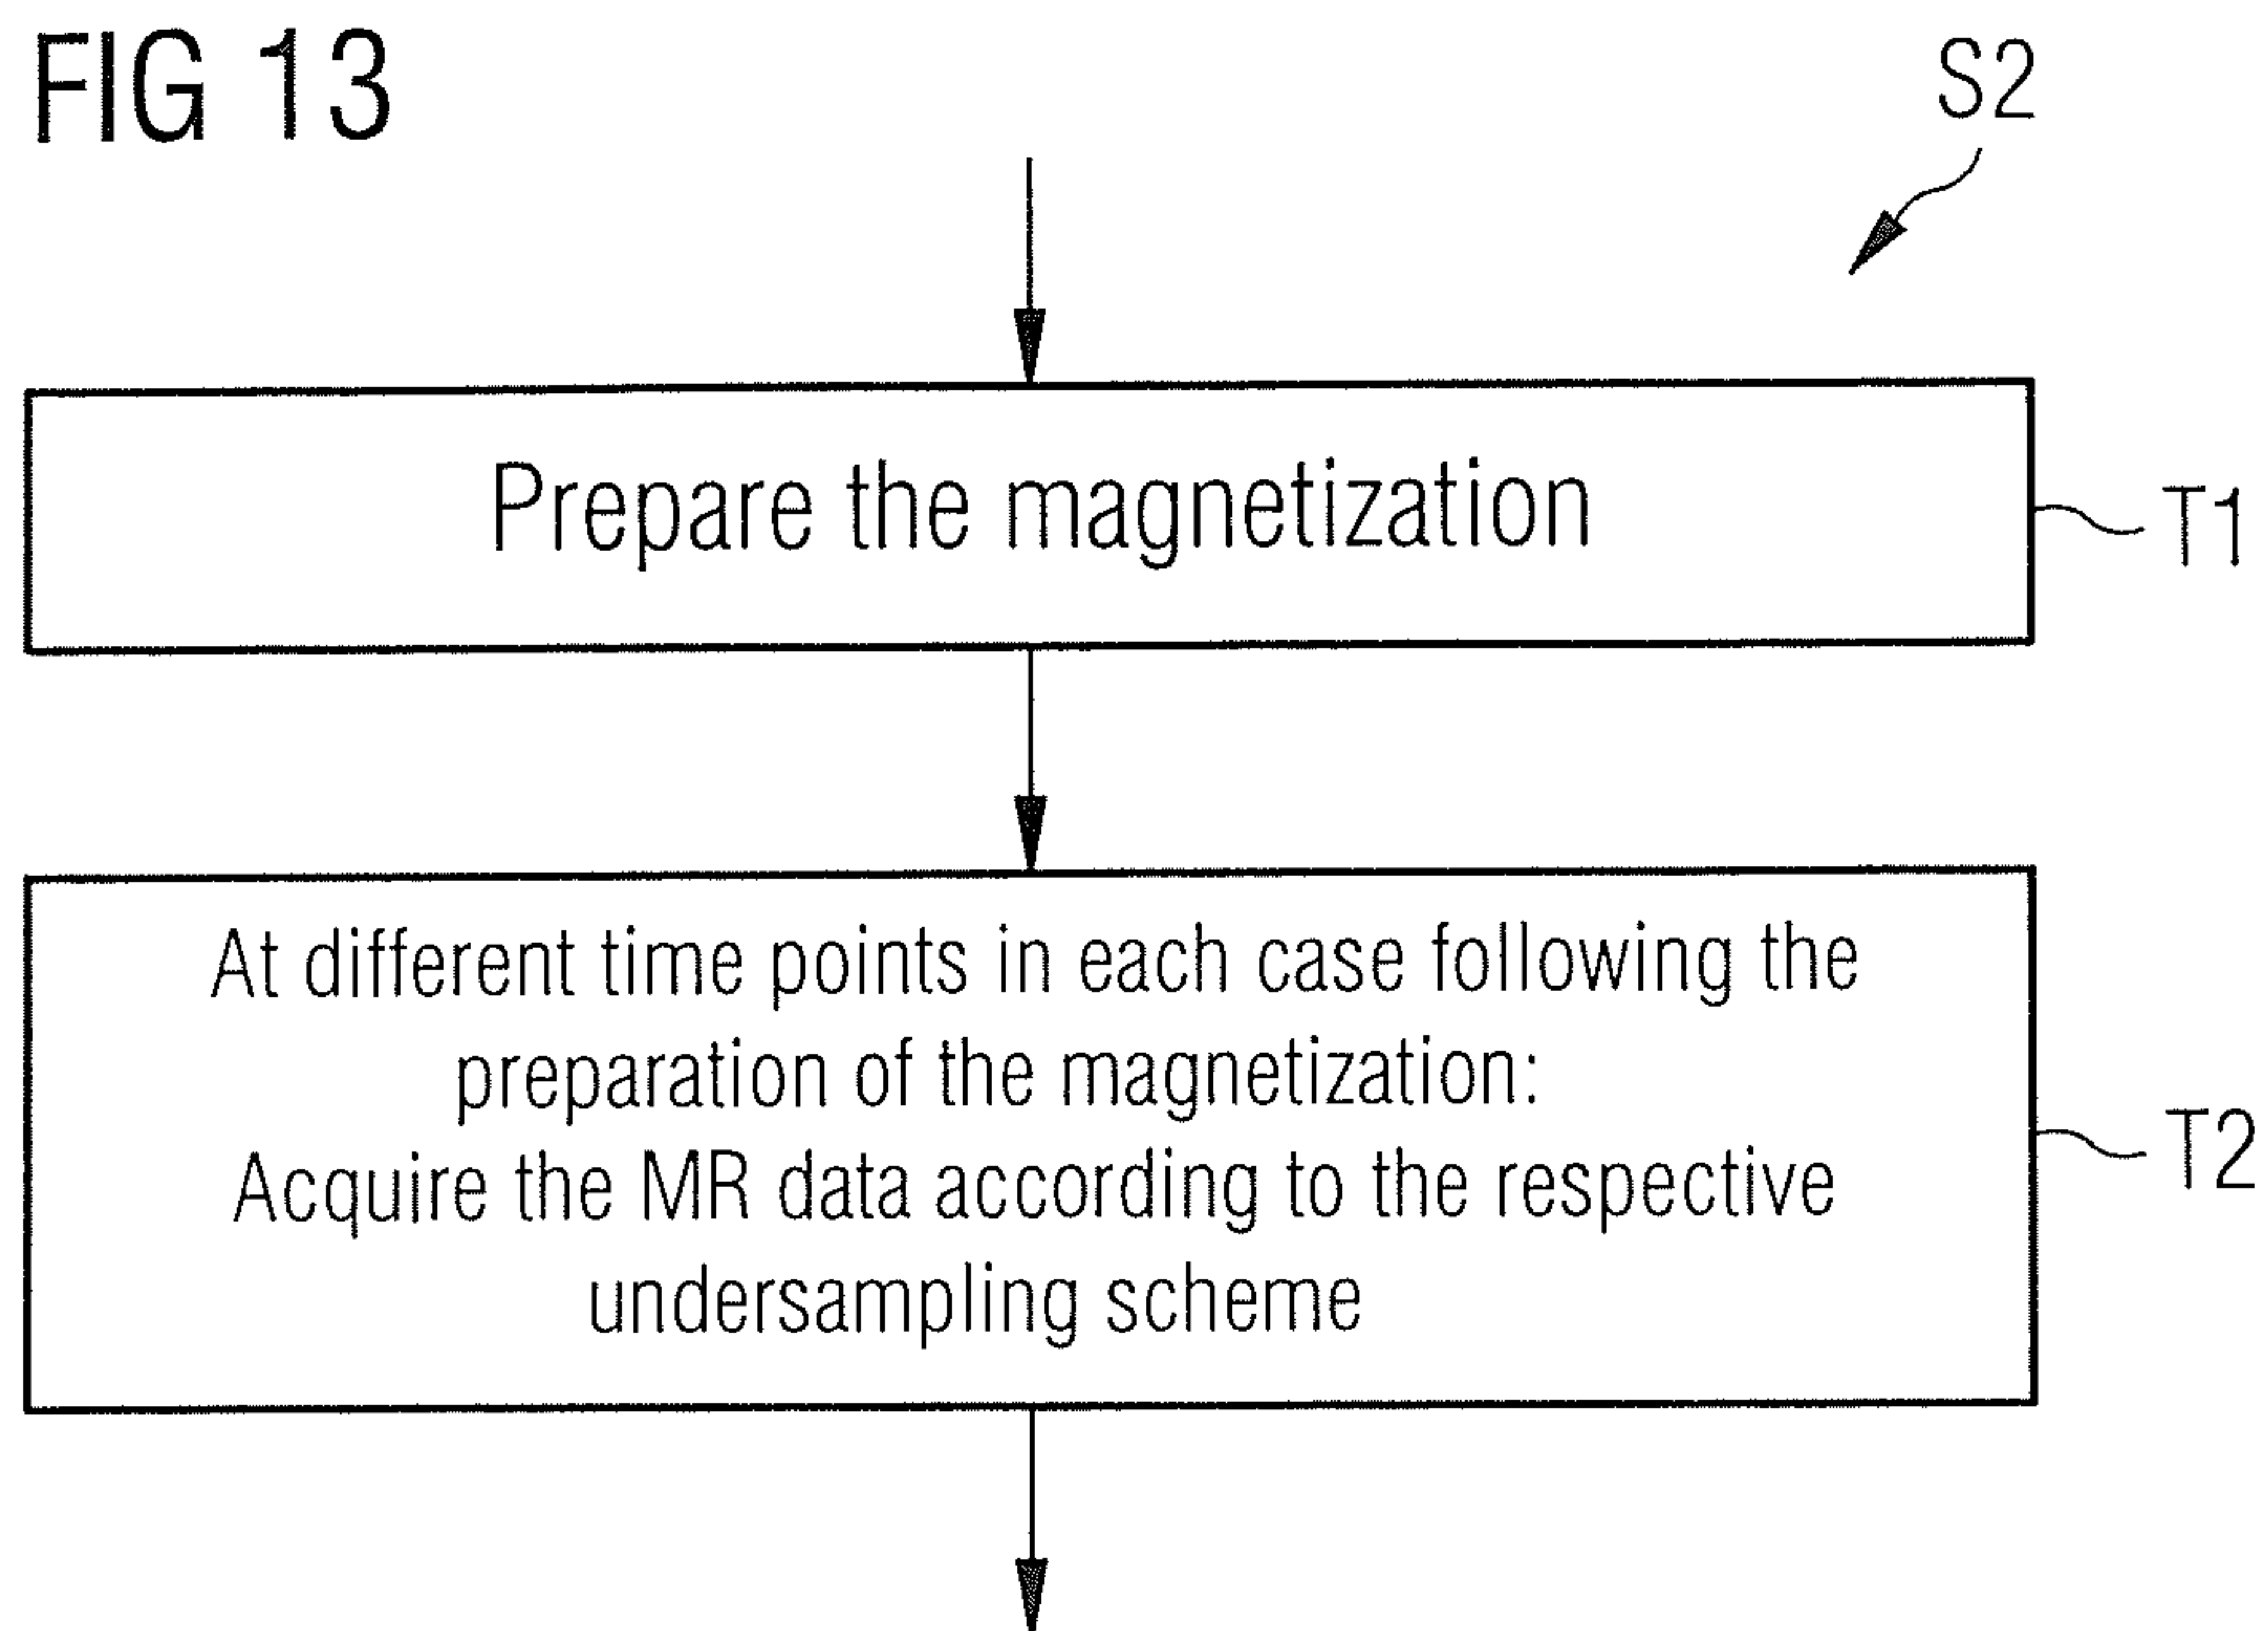 FIG 13
S2
Prepare the magnetization
T1
At different time points in each case following the
preparation of the magnetization:
Acquire the MR data according to the respective
undersampling scheme
T2